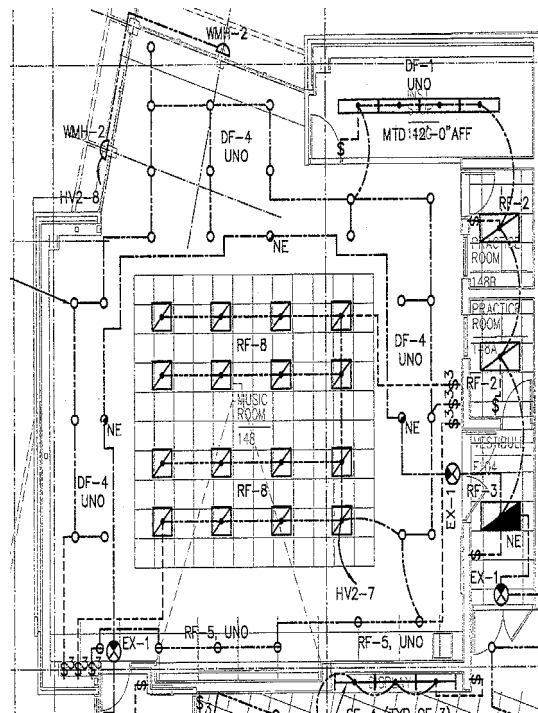 WMH-2
DF-1
UNO
WMH-2
DF-4
UNO
MTD 12'-0" AFF
HV2-8
RF-2
NE
PRACTICE
ROOM
148B
PRACTICE
ROOM
148A
RF-8
DF-4
UNO
RF-2
MUSIC
ROOM
148
NE
NE
VESTIBULE
DF-4
UNO
RF-8
EX-1
RF-3
NE
EX-1
HV2-7
EX-1
RF-5, UNO
RF-5, UNO